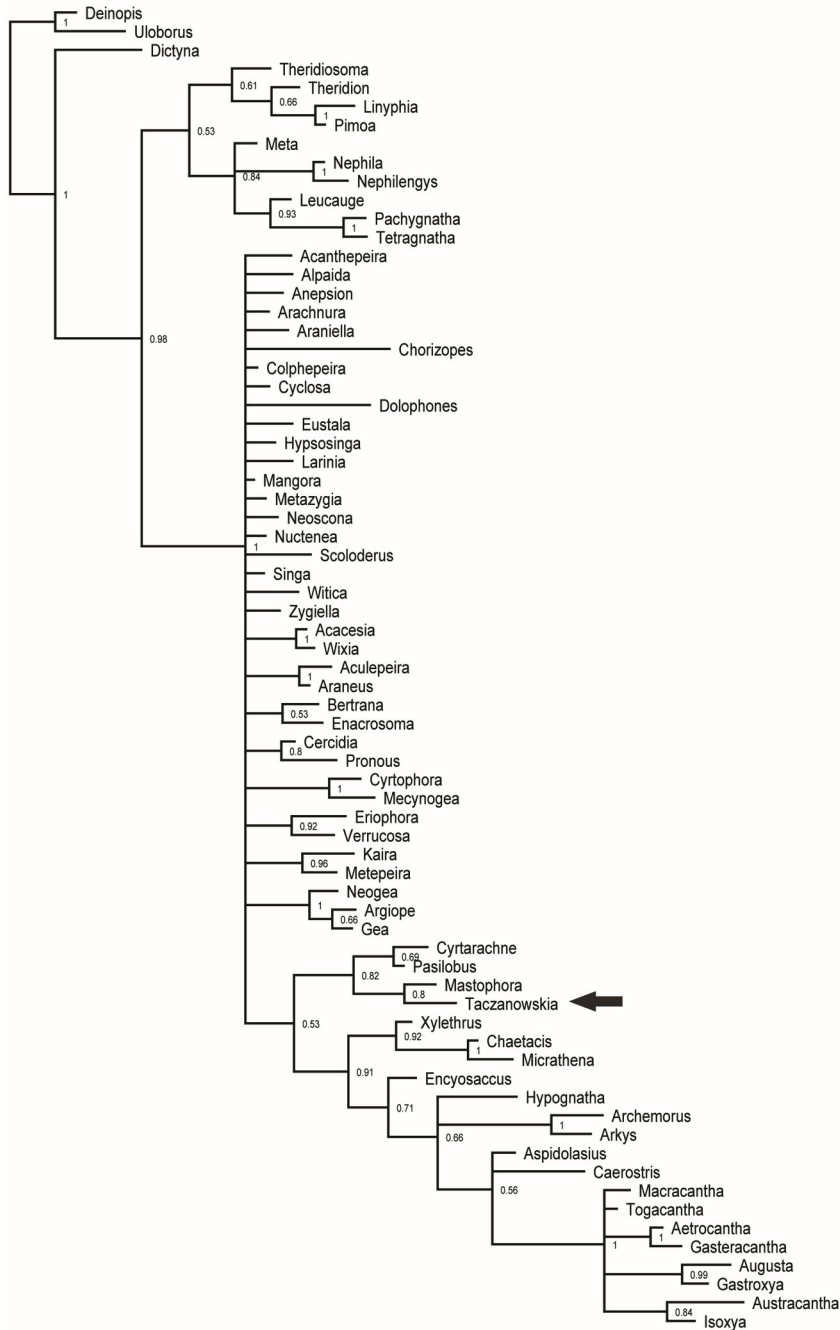 Deinopis
1
Uloborus
Dictyna
Theridiosoma
0.61
Theridion
0.66
Linyphia
1
Pimoa
0.53
Meta
Nephila
0.84
1
Nephilengys
1
Leucauge
0.93
Pachygnatha
1
Tetragnatha
Acanthepeira
Alpaida
Anepsion
Arachnura
Araniella
0.98
Chorizopes
Colphepeira
Cyclosa
Dolophones
Eustala
Hypsosinga
Larinia
Mangora
Metazygia
Neoscona
Nuctenea
1
Scoloderus
Singa
Witica
Zygiella
Acacesia
1
Wixia
Aculepeira
1
Araneus
Bertrana
0.53
Enacrosoma
Cercidia
0.8
Pronous
Cyrtophora
1
Mecynogea
Eriophora
0.92
Verrucosa
Kaira
0.96
Metepeira
Neogea
1
Argiope
0.66
Gea
Cyrtarachne
0.69
Pasilobus
0.82
Mastophora
0.8
Taczanowskia
0.53
Xylethrus
0.92
Chaetacis
1
Micrathena
0.91
Encyosaccus
0.71
Hypognatha
Archemorus
1
Arkys
0.66
Aspidolasius
Caerostris
0.56
Macracantha
Togacantha
Aetrocantha
1
1
Gasteracantha
Augusta
0.99
Gastroxya
Austracantha
0.84
Isoxya